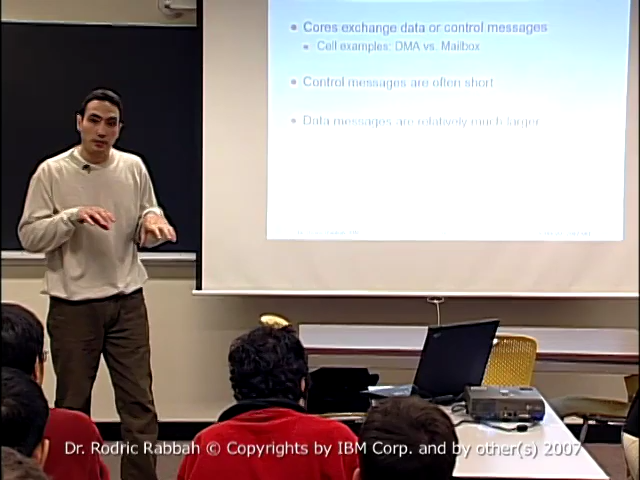 Cores exchange data or control messages
Cell examples: DMA vs. Mailbox
Control messages are often short
Data messages are relatively much larger
Dr. Rodric Rabbah © Copyrights by IBM Corp. and by other(s) 2007